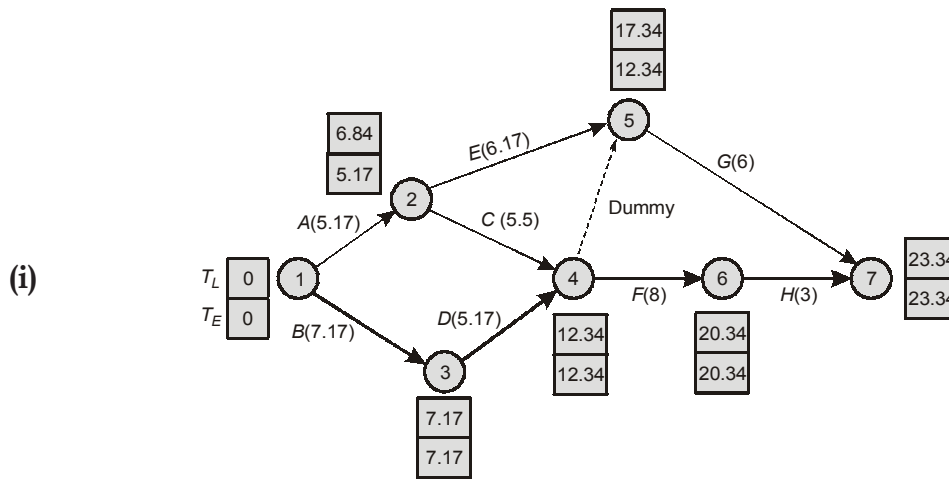 17.34
12.34
5
6.84
5.17
E(6.17)
G(6)
2
A(5.17)
C (5.5)
Dummy
(i)
T_L 0
T_E 0
1
4
F(8)
6
H(3)
7
23.34
23.34
B(7.17)
D(5.17)
12.34
12.34
20.34
20.34
3
7.17
7.17